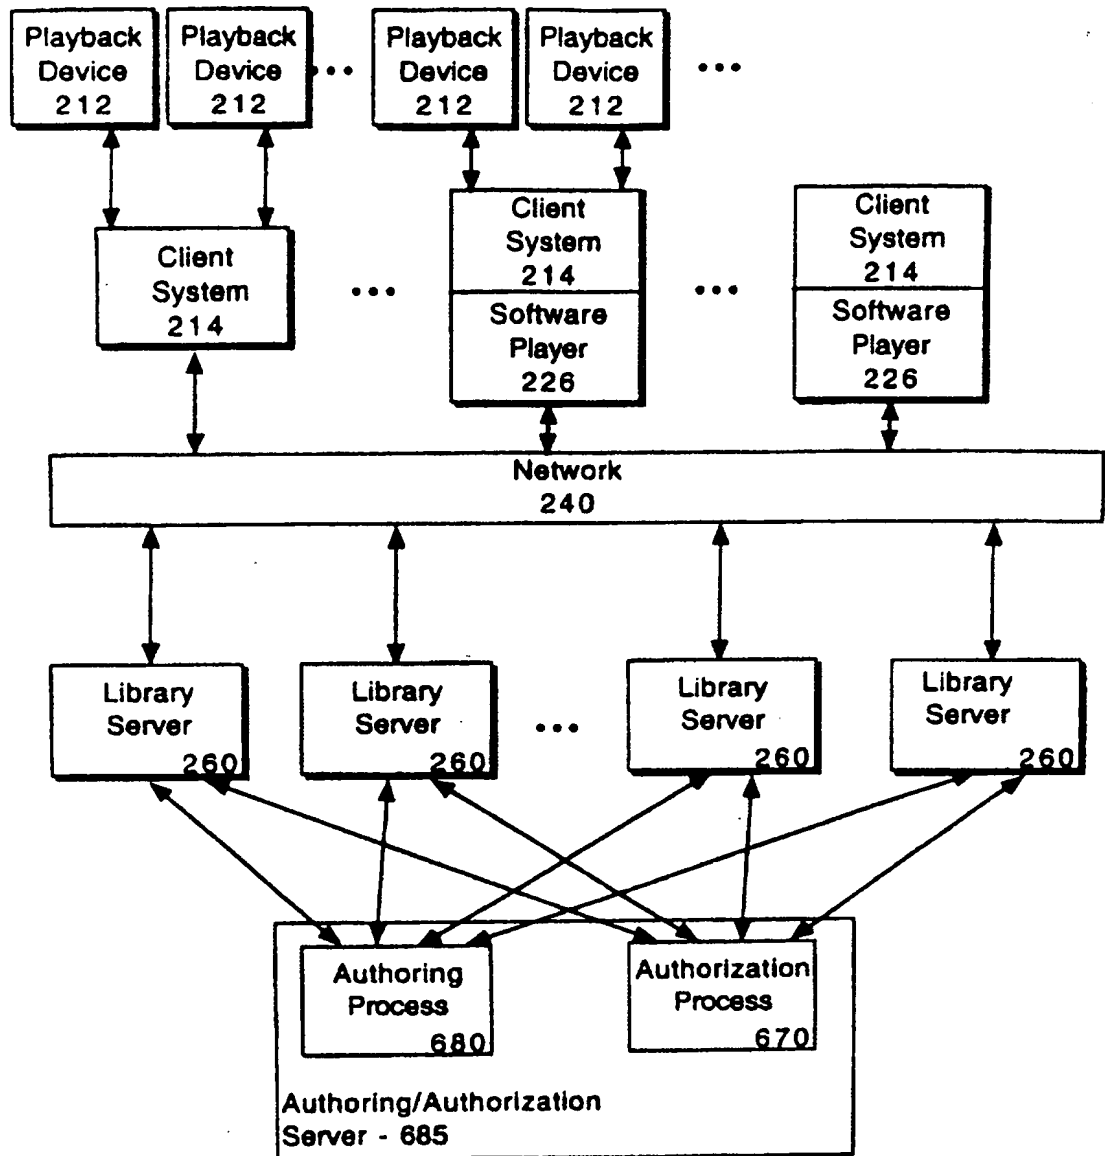 Playback
Device
212
Playback
Device
212
...
Playback
Device
212
Playback
Device
212
...
Client
System
214
...
Client
System
214
Software
Player
226
...
Client
System
214
Software
Player
226
Network
240
Library
Server
260
Library
Server
260
...
Library
Server
260
Library
Server
260
Authoring
Process
680
Authorization
Process
670
Authoring/Authorization
Server - 685